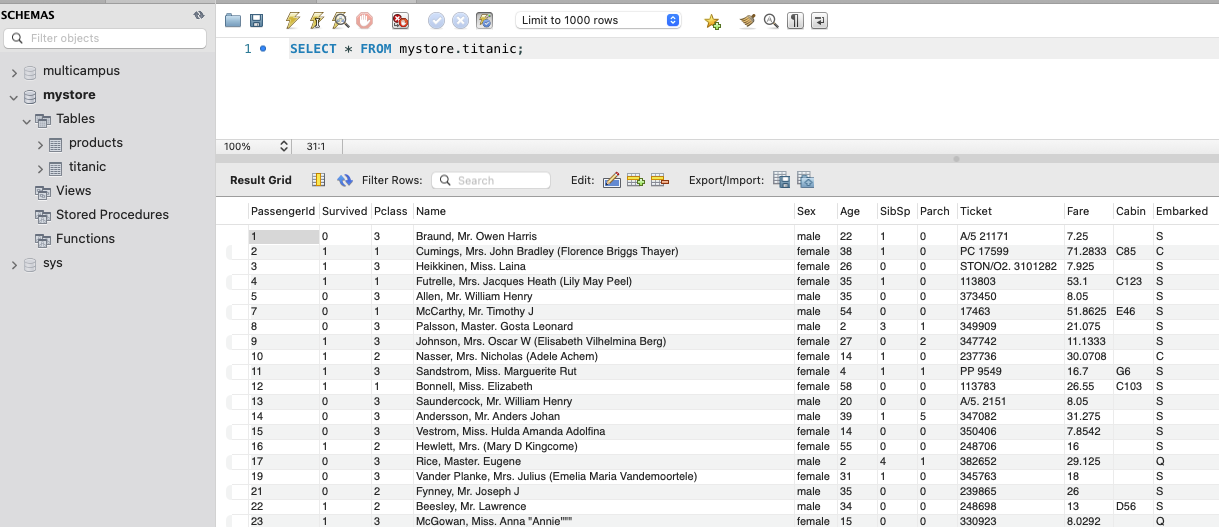 SCHEMAS
Filter objects
multicampus
mystore
Tables
products
titanic
Views
Stored Procedures
Functions
sys
Limit to 1000 rows
1 SELECT * FROM mystore.titanic;
100% 31:1
Result Grid Filter Rows: Search Edit: Export/Import:
PassengerId Survived Pclass Name Sex Age SibSp Parch Ticket Fare Cabin Embarked
1 0 3 Braund, Mr. Owen Harris male 22 1 0 A/5 21171 7.25 S
2 1 1 Cumings, Mrs. John Bradley (Florence Briggs Thayer) female 38 1 0 PC 17599 71.2833 C85 C
3 1 3 Heikkinen, Miss. Laina female 26 0 0 STON/O2. 3101282 7.925 S
4 1 1 Futrelle, Mrs. Jacques Heath (Lily May Peel) female 35 1 0 113803 53.1 C123 S
5 0 3 Allen, Mr. William Henry male 35 0 0 373450 8.05 S
7 0 1 McCarthy, Mr. Timothy J male 54 0 0 17463 51.8625 E46 S
8 0 3 Palsson, Master. Gosta Leonard male 2 3 1 349909 21.075 S
9 1 3 Johnson, Mrs. Oscar W (Elisabeth Vilhelmina Berg) female 27 0 2 347742 11.1333 S
10 1 2 Nasser, Mrs. Nicholas (Adele Achem) female 14 1 0 237736 30.0708 C
11 1 3 Sandstrom, Miss. Marguerite Rut female 4 1 1 PP 9549 16.7 G6 S
12 1 1 Bonnell, Miss. Elizabeth female 58 0 0 113783 26.55 C103 S
13 0 3 Saundercock, Mr. William Henry male 20 0 0 A/5. 2151 8.05 S
14 0 3 Andersson, Mr. Anders Johan male 39 1 5 347082 31.275 S
15 0 3 Vestrom, Miss. Hulda Amanda Adolfina female 14 0 0 350406 7.8542 S
16 1 2 Hewlett, Mrs. (Mary D Kingcome) female 55 0 0 248706 16 S
17 0 3 Rice, Master. Eugene male 2 4 1 382652 29.125 Q
19 0 3 Vander Planke, Mrs. Julius (Emelia Maria Vandemoortele) female 31 1 0 345763 18 S
21 0 2 Fynney, Mr. Joseph J male 35 0 0 239865 26 S
22 1 2 Beesley, Mr. Lawrence male 34 0 0 248698 13 D56 S
23 1 3 McGowan, Miss. Anna "Annie""" female 15 0 0 330923 8.0292 Q